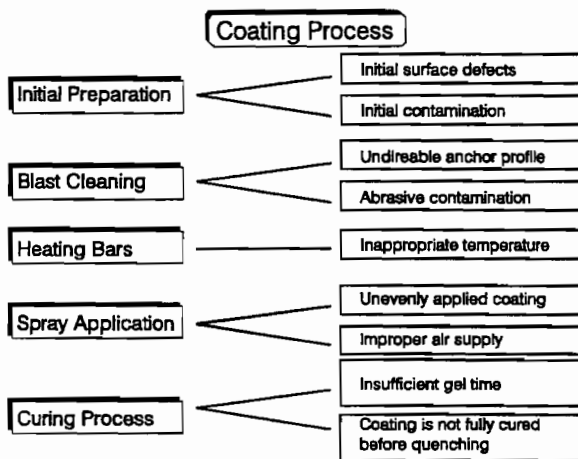 Coating Process
Initial Preparation
Initial surface defects
Initial contamination
Blast Cleaning
Undireable anchor profile
Abrasive contamination
Heating Bars
Inappropriate temperature
Spray Application
Unevenly applied coating
Improper air supply
Curing Process
Insufficient gel time
Coating is not fully cured
before quenching